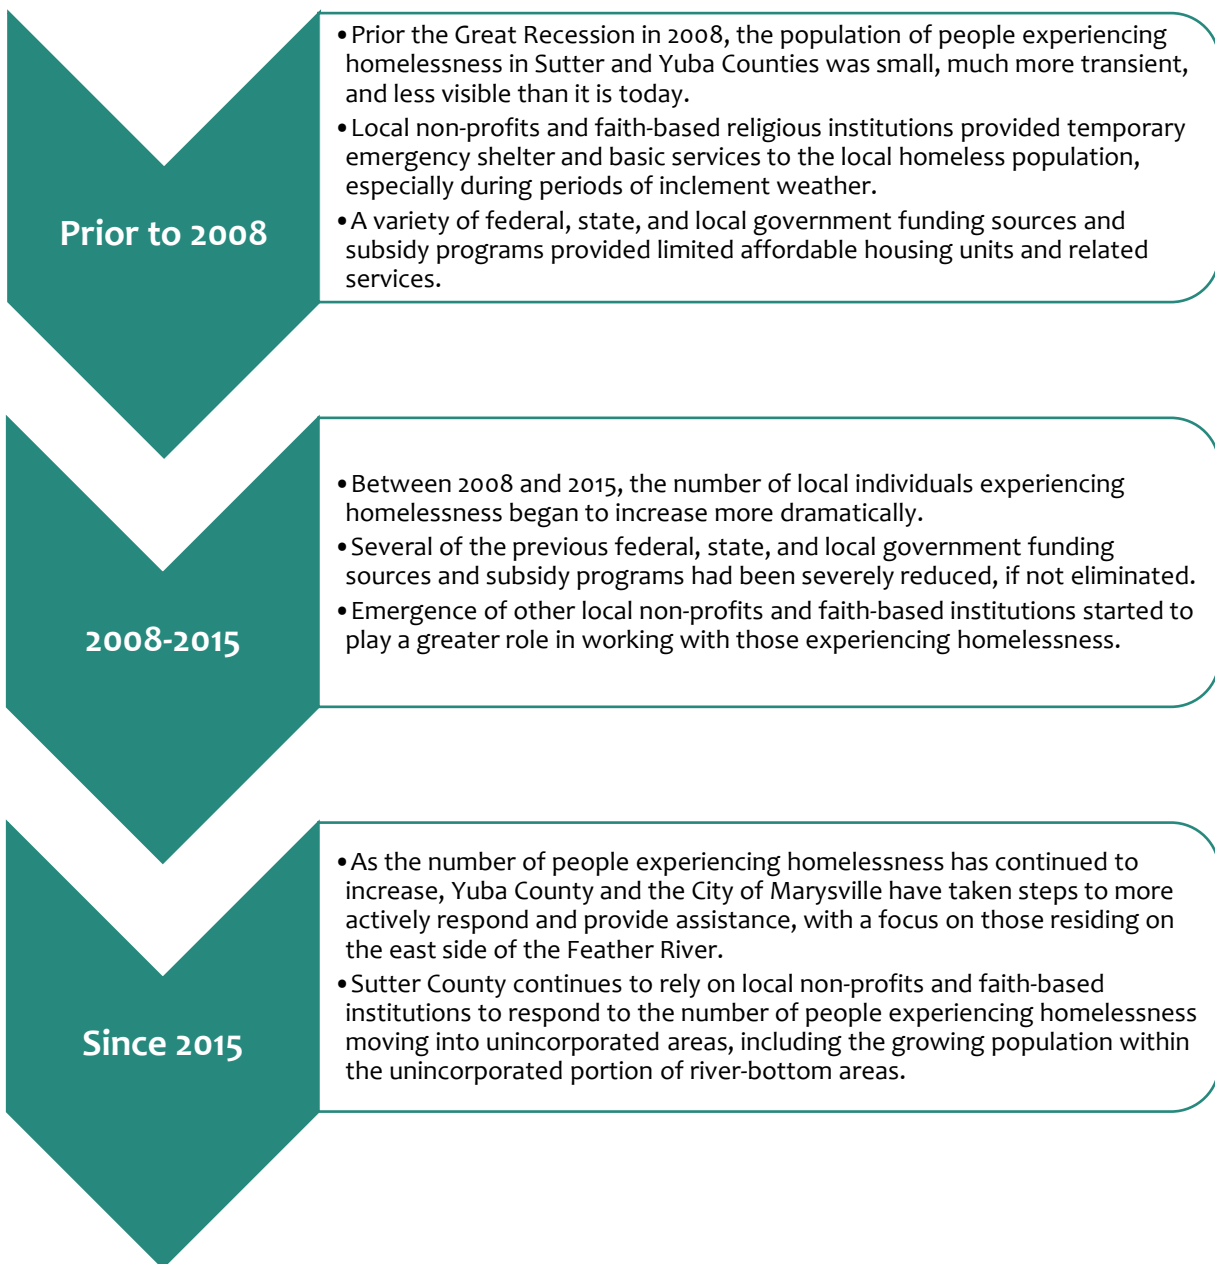 Prior to 2008
•Prior the Great Recession in 2008, the population of people experiencing
homelessness in Sutter and Yuba Counties was small, much more transient,
and less visible than it is today.
•Local non-profits and faith-based religious institutions provided temporary
emergency shelter and basic services to the local homeless population,
especially during periods of inclement weather.
•A variety of federal, state, and local government funding sources and
subsidy programs provided limited affordable housing units and related
services.
2008-2015
•Between 2008 and 2015, the number of local individuals experiencing
homelessness began to increase more dramatically.
•Several of the previous federal, state, and local government funding
sources and subsidy programs had been severely reduced, if not eliminated.
•Emergence of other local non-profits and faith-based institutions started to
play a greater role in working with those experiencing homelessness.
Since 2015
•As the number of people experiencing homelessness has continued to
increase, Yuba County and the City of Marysville have taken steps to more
actively respond and provide assistance, with a focus on those residing on
the east side of the Feather River.
•Sutter County continues to rely on local non-profits and faith-based
institutions to respond to the number of people experiencing homelessness
moving into unincorporated areas, including the growing population within
the unincorporated portion of river-bottom areas.